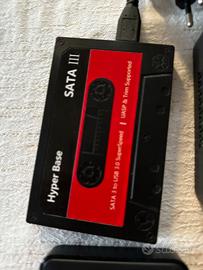 Hyper Base
SATA III
SATA 3 to USB 3.0 SuperSpeed
UASP & Trim Supported